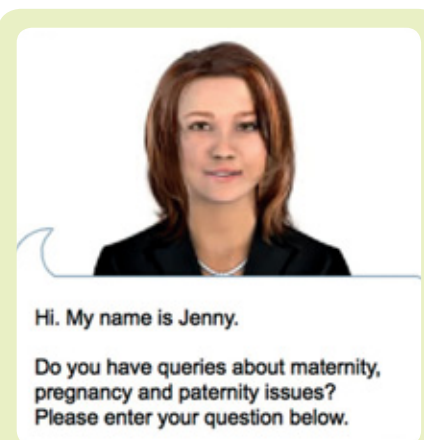 Hi. My name is Jenny.
Do you have queries about maternity,
pregnancy and paternity issues?
Please enter your question below.